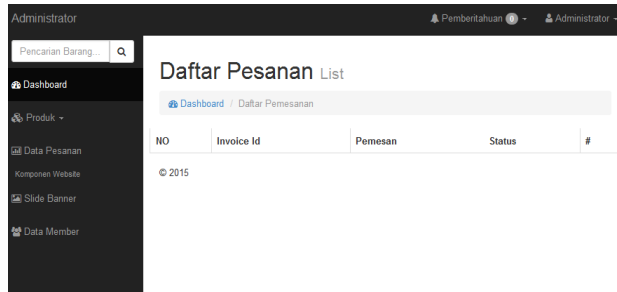 Administrator
Pemberitahuan 0
Administrator
Pencarian Barang...
Dashboard
Produk
Data Pesanan
Komponen Website
Slide Banner
Data Member
Daftar Pesanan List
Dashboard / Daftar Pemesanan
NO Invoice Id Pemesan Status #
© 2015